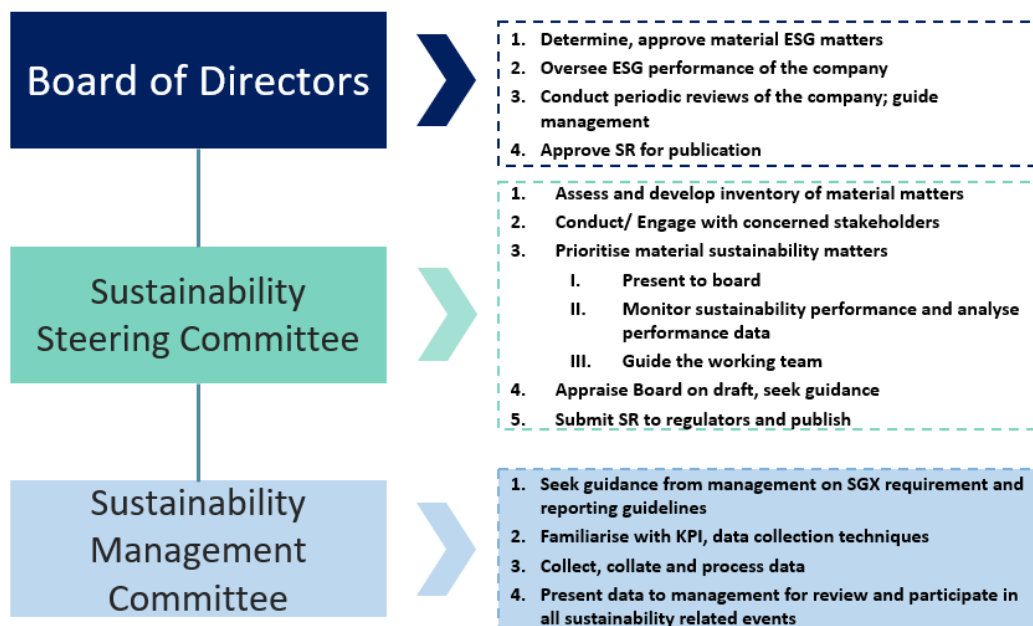 Board of Directors
1. Determine, approve material ESG matters
2. Oversee ESG performance of the company
3. Conduct periodic reviews of the company; guide
management
4. Approve SR for publication
Sustainability
Steering Committee
1. Assess and develop inventory of material matters
2. Conduct/ Engage with concerned stakeholders
3. Prioritise material sustainability matters
I. Present to board
II. Monitor sustainability performance and analyse
performance data
III. Guide the working team
4. Appraise Board on draft, seek guidance
5. Submit SR to regulators and publish
Sustainability
Management
Committee
1. Seek guidance from management on SGX requirement and
reporting guidelines
2. Familiarise with KPI, data collection techniques
3. Collect, collate and process data
4. Present data to management for review and participate in
all sustainability related events